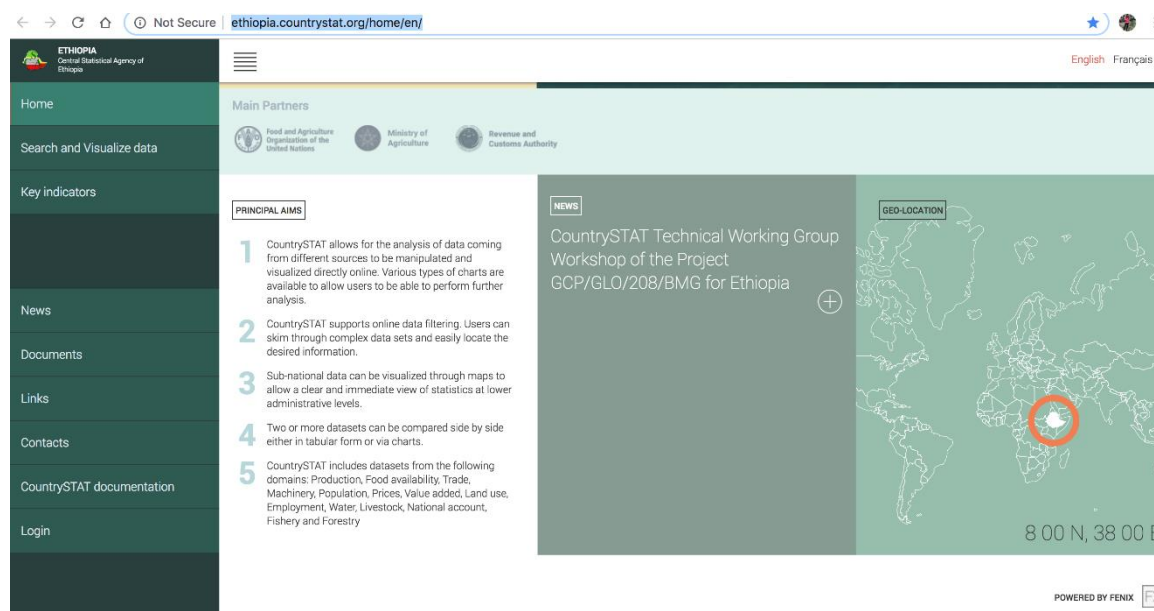 Not Secure
ethiopia.countrystat.org/home/en/
ETHIOPIA
Central Statistical Agency of
Ethiopia
English Français
Home
Search and Visualize data
Key indicators
News
Documents
Links
Contacts
CountrySTAT documentation
Login
Main Partners
Food and Agriculture
Organization of the
United Nations
Ministry of
Agriculture
Revenue and
Customs Authority
PRINCIPAL AIMS
1 CountrySTAT allows for the analysis of data coming
from different sources to be manipulated and
visualized directly online. Various types of charts are
available to allow users to be able to perform further
analysis.
2 CountrySTAT supports online data filtering. Users can
skim through complex data sets and easily locate the
desired information.
3 Sub-national data can be visualized through maps to
allow a clear and immediate view of statistics at lower
administrative levels.
4 Two or more datasets can be compared side by side
either in tabular form or via charts.
5 CountrySTAT includes datasets from the following
domains: Production, Food availability, Trade,
Machinery, Population, Prices, Value added, Land use,
Employment, Water, Livestock, National account,
Fishery and Forestry
NEWS
CountrySTAT Technical Working Group
Workshop of the Project
GCP/GLO/208/BMG for Ethiopia
GEO-LOCATION
8 00 N, 38 00 E
POWERED BY FENIX